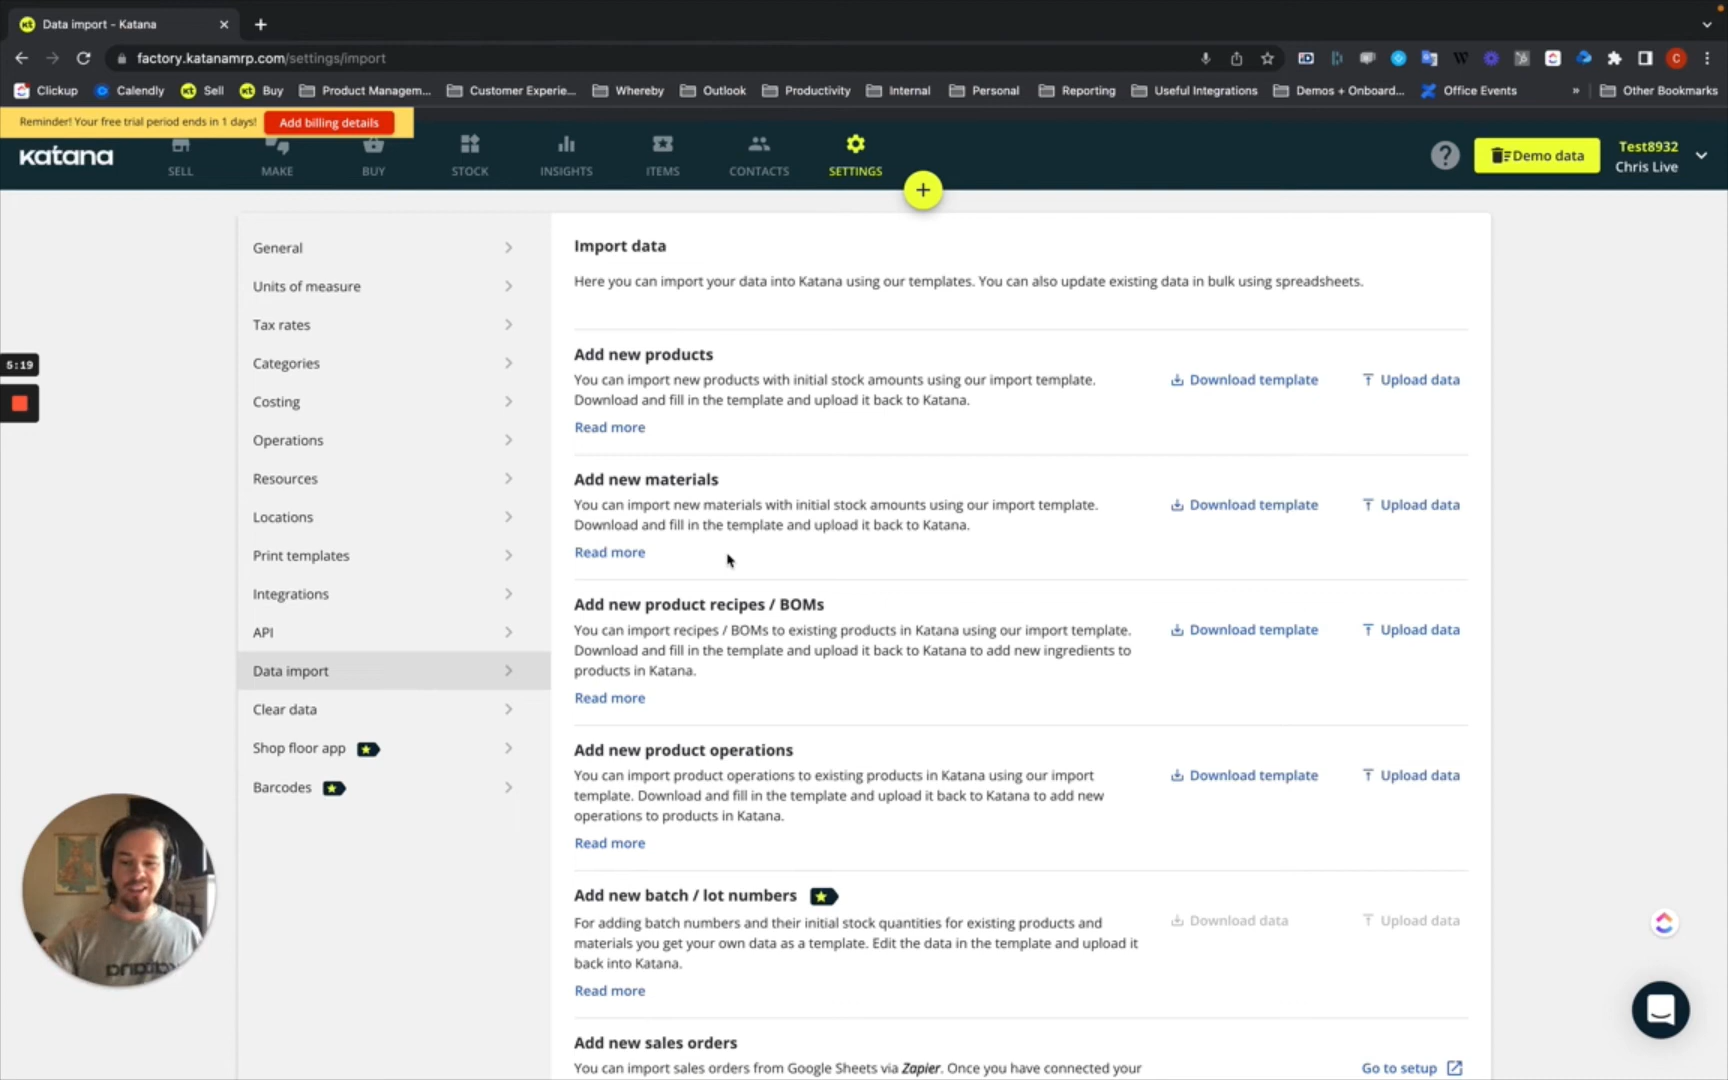 Data import – Katana
factory.katanamrp.com/settings/import
Clickup
Calendly
Sell
Buy
Product Managem...
Customer Experie...
Whereby
Outlook
Productivity
Internal
Personal
Reporting
Useful Integrations
Demos + Onboard...
Office Events
»
Other Bookmarks
Reminder! Your free trial period ends in 1 days!
Add billing details
katana
SELL
MAKE
BUY
STOCK
INSIGHTS
ITEMS
CONTACTS
SETTINGS
Demo data
Test8932
Chris Live
5:19
General
Units of measure
Tax rates
Categories
Costing
Operations
Resources
Locations
Print templates
Integrations
API
Data import
Clear data
Shop floor app
Barcodes
Import data
Here you can import your data into Katana using our templates. You can also update existing data in bulk using spreadsheets.
Add new products
You can import new products with initial stock amounts using our import template.
Download and fill in the template and upload it back to Katana.
Read more
Download template
Upload data
Add new materials
You can import new materials with initial stock amounts using our import template.
Download and fill in the template and upload it back to Katana.
Read more
Download template
Upload data
Add new product recipes / BOMs
You can import recipes / BOMs to existing products in Katana using our import template.
Download and fill in the template and upload it back to Katana to add new ingredients to
products in Katana.
Read more
Download template
Upload data
Add new product operations
You can import product operations to existing products in Katana using our import
template. Download and fill in the template and upload it back to Katana to add new
operations to products in Katana.
Read more
Download template
Upload data
Add new batch / lot numbers
For adding batch numbers and their initial stock quantities for existing products and
materials you get your own data as a template. Edit the data in the template and upload it
back into Katana.
Read more
Download data
Upload data
Add new sales orders
You can import sales orders from Google Sheets via Zapier. Once you have connected your
Go to setup